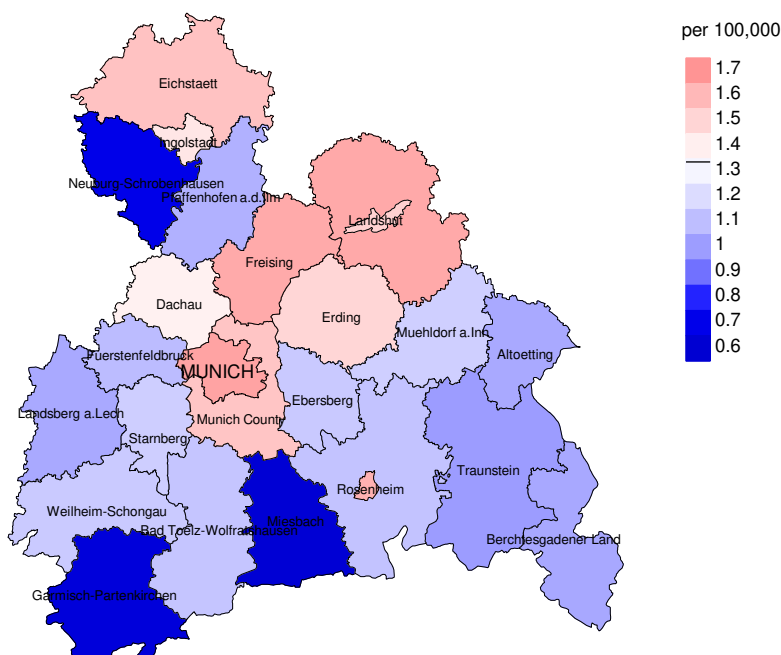 per 100,000
1.7
1.6
1.5
1.4
1.3
1.2
1.1
1
0.9
0.8
0.7
0.6
Eichstaett
Ingolstadt
Neuburg-Schrobenhausen
Pfaffenhofen a.d.Ilm
Landshut
Freising
Dachau
Erding
Muehldorf a.Inn
Altoetting
Fuerstenfeldbruck
MUNICH
Ebersberg
Landsberg a.Lech
Munich County
Starnberg
Traunstein
Rosenheim
Weilheim-Schongau
Miesbach
Bad Toelz-Wolfratshausen
Berchtesgadener Land
Garmisch-Partenkirchen